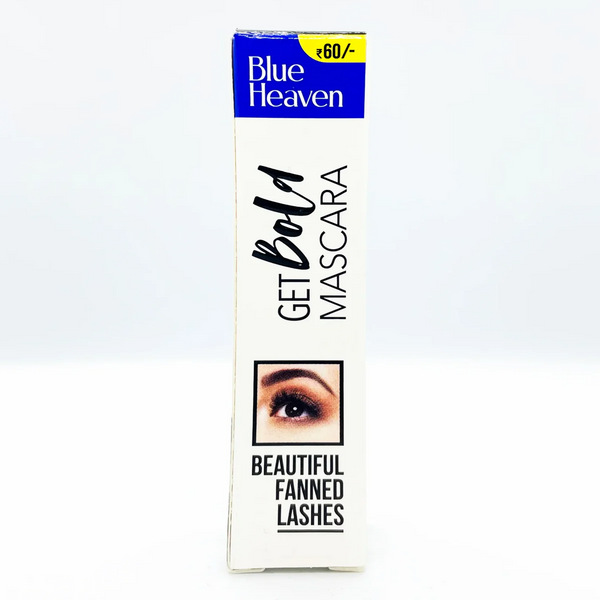 ₹60/-
Blue
Heaven
GET Bold
MASCARA
BEAUTIFUL
FANNED
LASHES